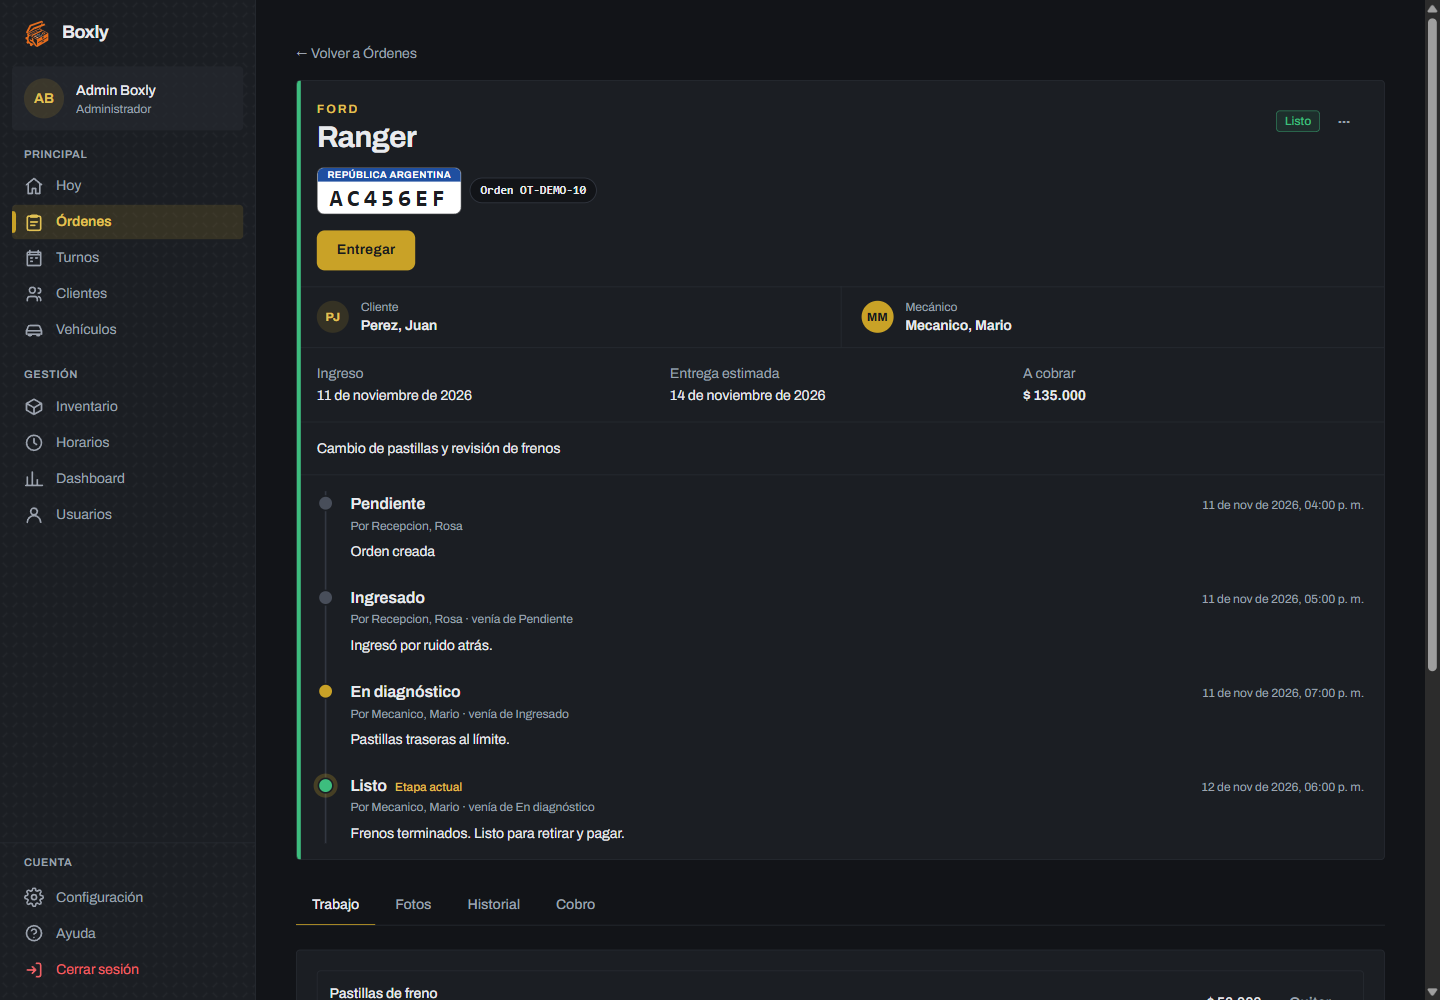 Boxly
AB
Admin Boxly
Administrador
PRINCIPAL
Hoy
Órdenes
Turnos
Clientes
Vehículos
GESTIÓN
Inventario
Horarios
Dashboard
Usuarios
CUENTA
Configuración
Ayuda
Cerrar sesión
← Volver a Órdenes
FORD
Ranger
Listo
···
REPÚBLICA ARGENTINA
AC456EF
Orden OT-DEMO-10
Entregar
PJ
Cliente
Perez, Juan
MM
Mecánico
Mecanico, Mario
Ingreso
11 de noviembre de 2026
Entrega estimada
14 de noviembre de 2026
A cobrar
$ 135.000
Cambio de pastillas y revisión de frenos
Pendiente
11 de nov de 2026, 04:00 p. m.
Por Recepcion, Rosa
Orden creada
Ingresado
11 de nov de 2026, 05:00 p. m.
Por Recepcion, Rosa · venía de Pendiente
Ingresó por ruido atrás.
En diagnóstico
11 de nov de 2026, 07:00 p. m.
Por Mecanico, Mario · venía de Ingresado
Pastillas traseras al límite.
Listo Etapa actual
12 de nov de 2026, 06:00 p. m.
Por Mecanico, Mario · venía de En diagnóstico
Frenos terminados. Listo para retirar y pagar.
Trabajo
Fotos
Historial
Cobro
Pastillas de freno